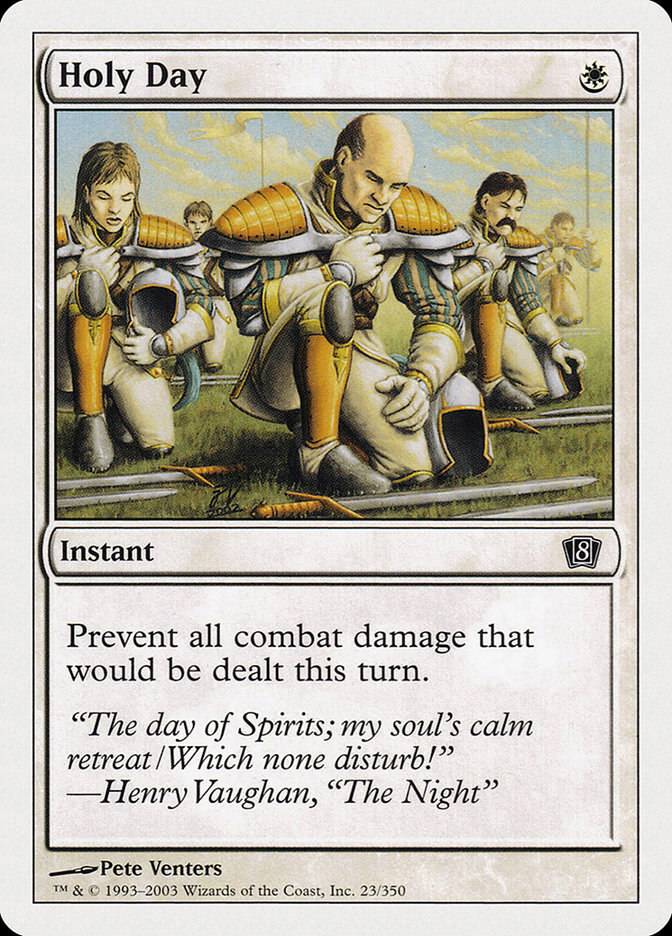 Holy Day
Instant
8
Prevent all combat damage that
would be dealt this turn.
“The day of Spirits; my soul’s calm
retreat/Which none disturb!”
—Henry Vaughan, “The Night”
Pete Venters
™ & © 1993–2003 Wizards of the Coast, Inc. 23/350